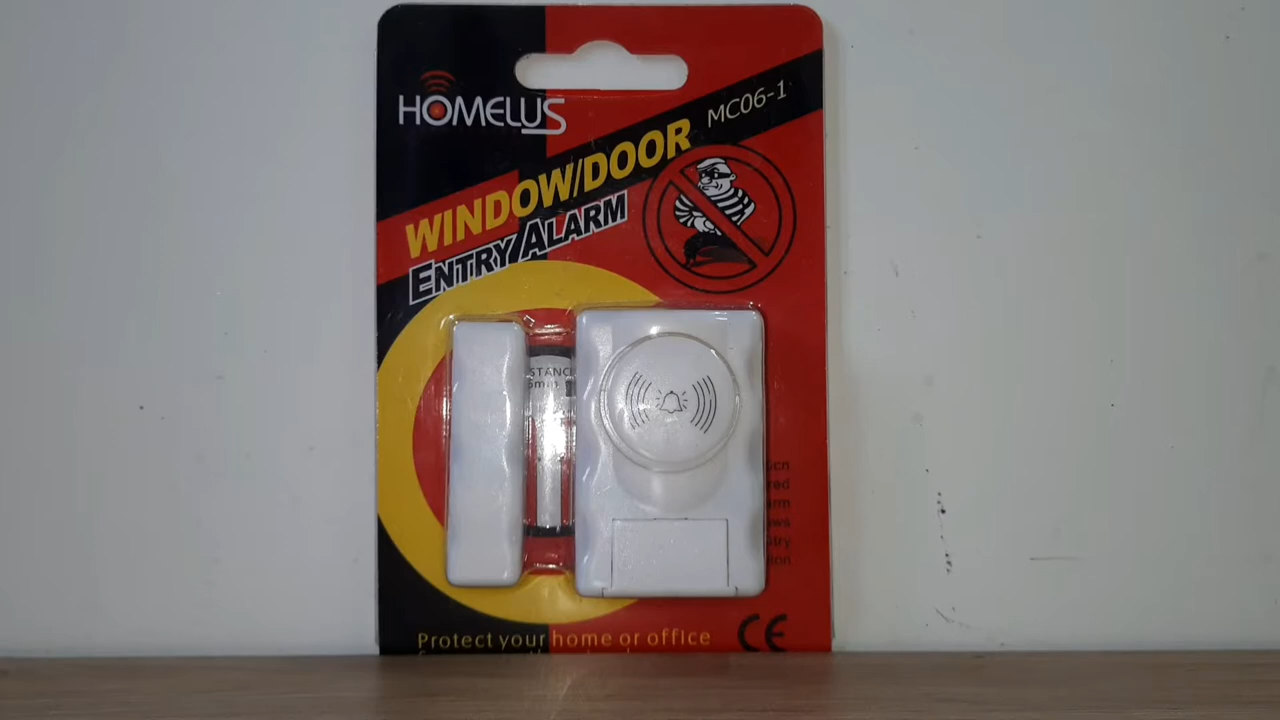 HOMELUS
MC06-1
WINDOW/DOOR
ENTRY ALARM
Protect your home or office
CE